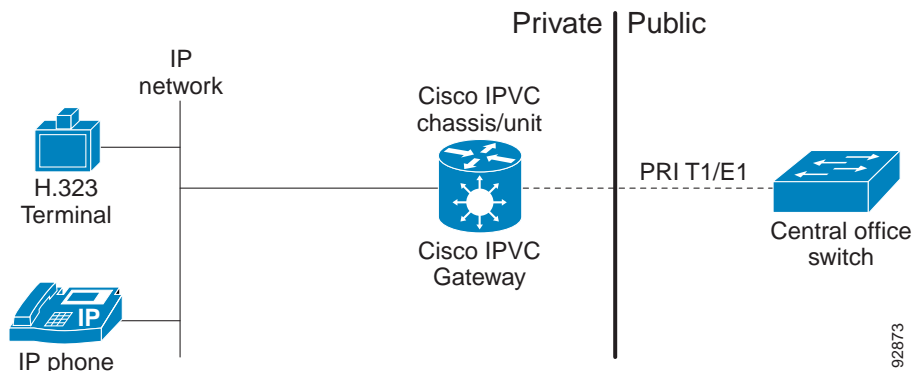 Private
Public
IP
network
Cisco IPVC
chassis/unit
H.323
Terminal
PRI T1/E1
Cisco IPVC
Gateway
Central office
switch
IP
IP phone
92873